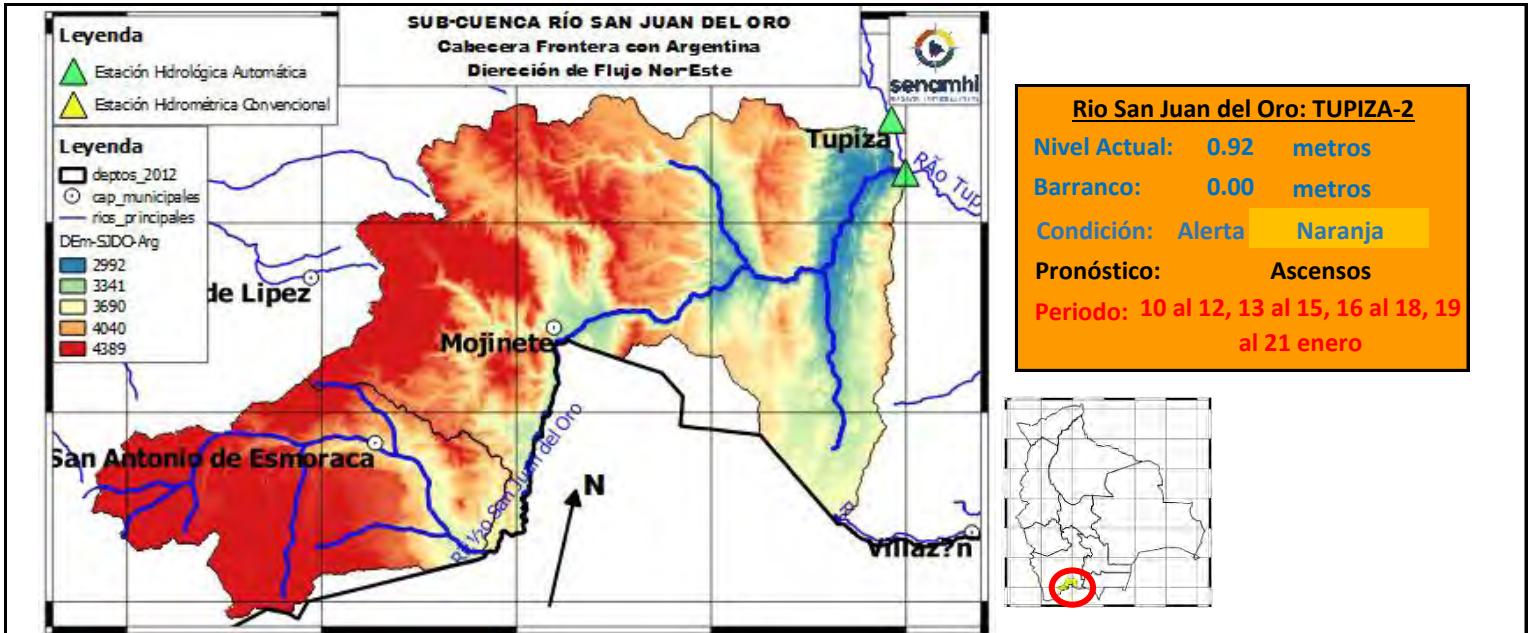 SUB-CUENCA RÍO SAN JUAN DEL ORO
Cabecera Frontera con Argentina
Diercción de Flujo Nor-Este
Leyenda
Estación Hidrológica Automática
Estación Hidrométrica Convencional
Leyenda
deptos_2012
cap_municipales
rios_principales
DEm-SJDO-Arg
2992
3341
3690
4040
4389
senamhi
Tupiza
RÃ­o Tup
de Lipez
Mojinete
San Antonio de Esmoraca
San Juan del Oro
N
Villaz?n
Rio San Juan del Oro: TUPIZA-2
Nivel Actual: 0.92 metros
Barranco: 0.00 metros
Condición: Alerta Naranja
Pronóstico: Ascensos
Periodo: 10 al 12, 13 al 15, 16 al 18, 19
al 21 enero